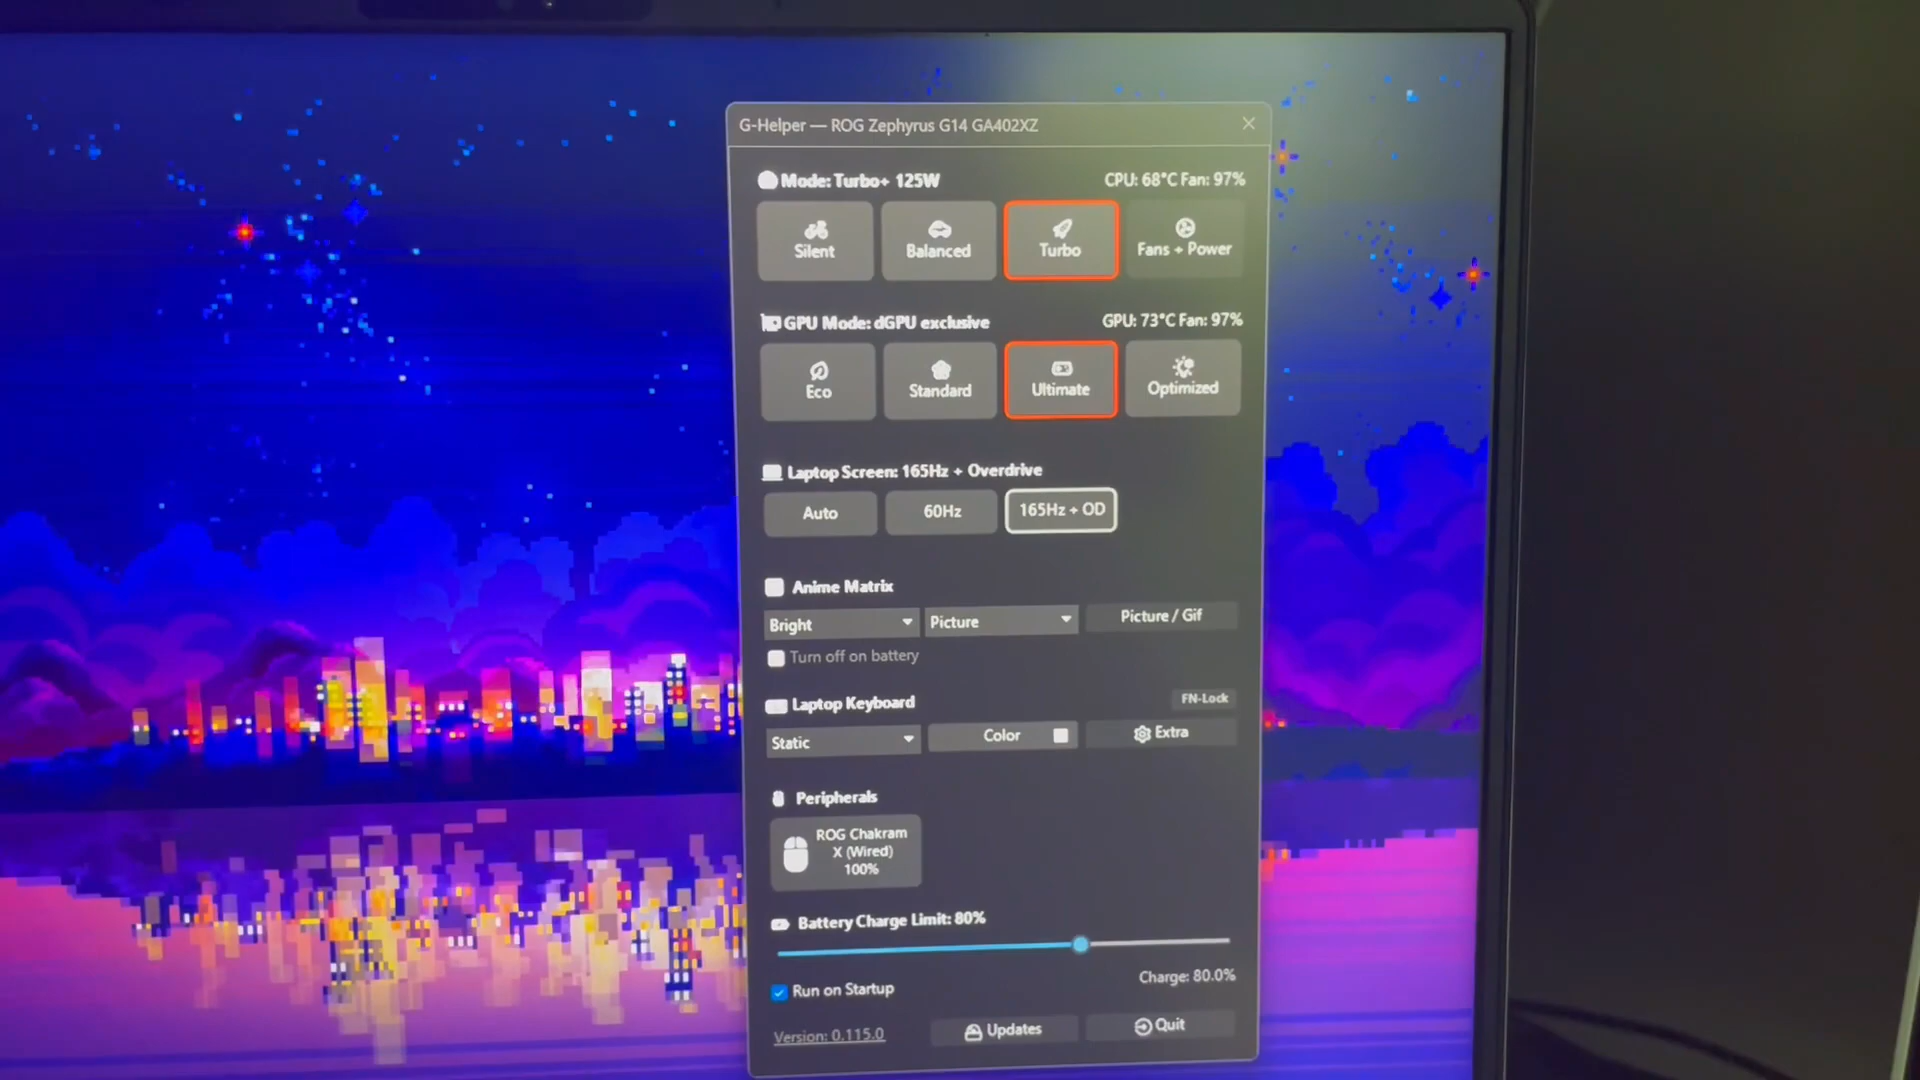 G-Helper — ROG Zephyrus G14 GA402XZ
Mode: Turbo+ 125W
CPU: 68°C Fan: 97%
Silent
Balanced
Turbo
Fans + Power
GPU Mode: dGPU exclusive
GPU: 73°C Fan: 97%
Eco
Standard
Ultimate
Optimized
Laptop Screen: 165Hz + Overdrive
Auto
60Hz
165Hz + OD
Anime Matrix
Bright
Picture
Picture / Gif
Turn off on battery
Laptop Keyboard
FN-Lock
Static
Color
Extra
Peripherals
ROG Chakram
X (Wired)
100%
Battery Charge Limit: 80%
Charge: 80.0%
Run on Startup
Version: 0.115.0
Updates
Quit